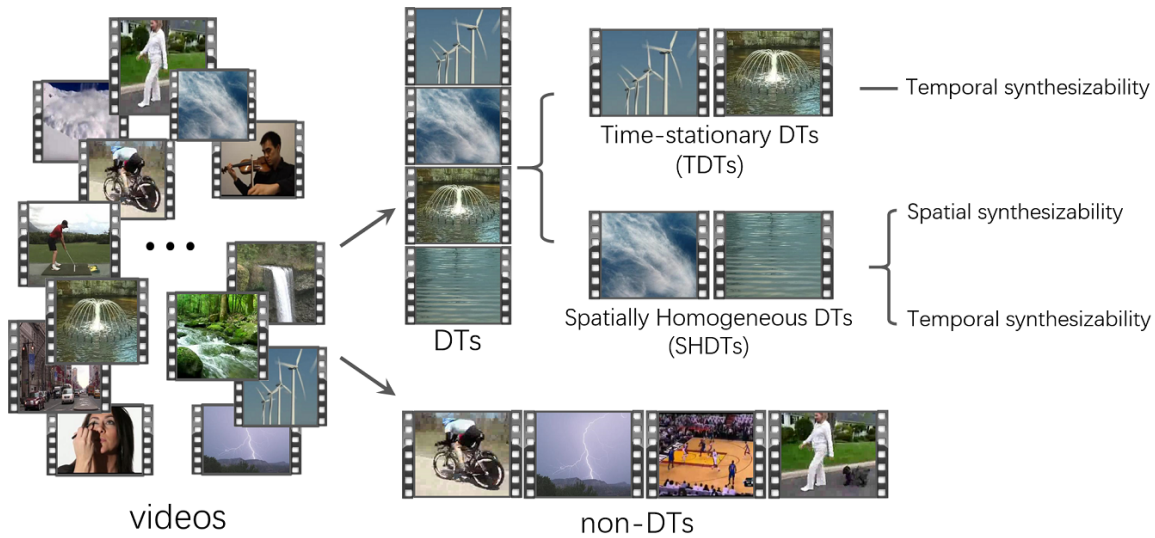 Temporal synthesizability
Time-stationary DTs
(TDTs)
Spatial synthesizability
Spatially Homogeneous DTs
(SHDTs)
Temporal synthesizability
DTs
videos
non-DTs